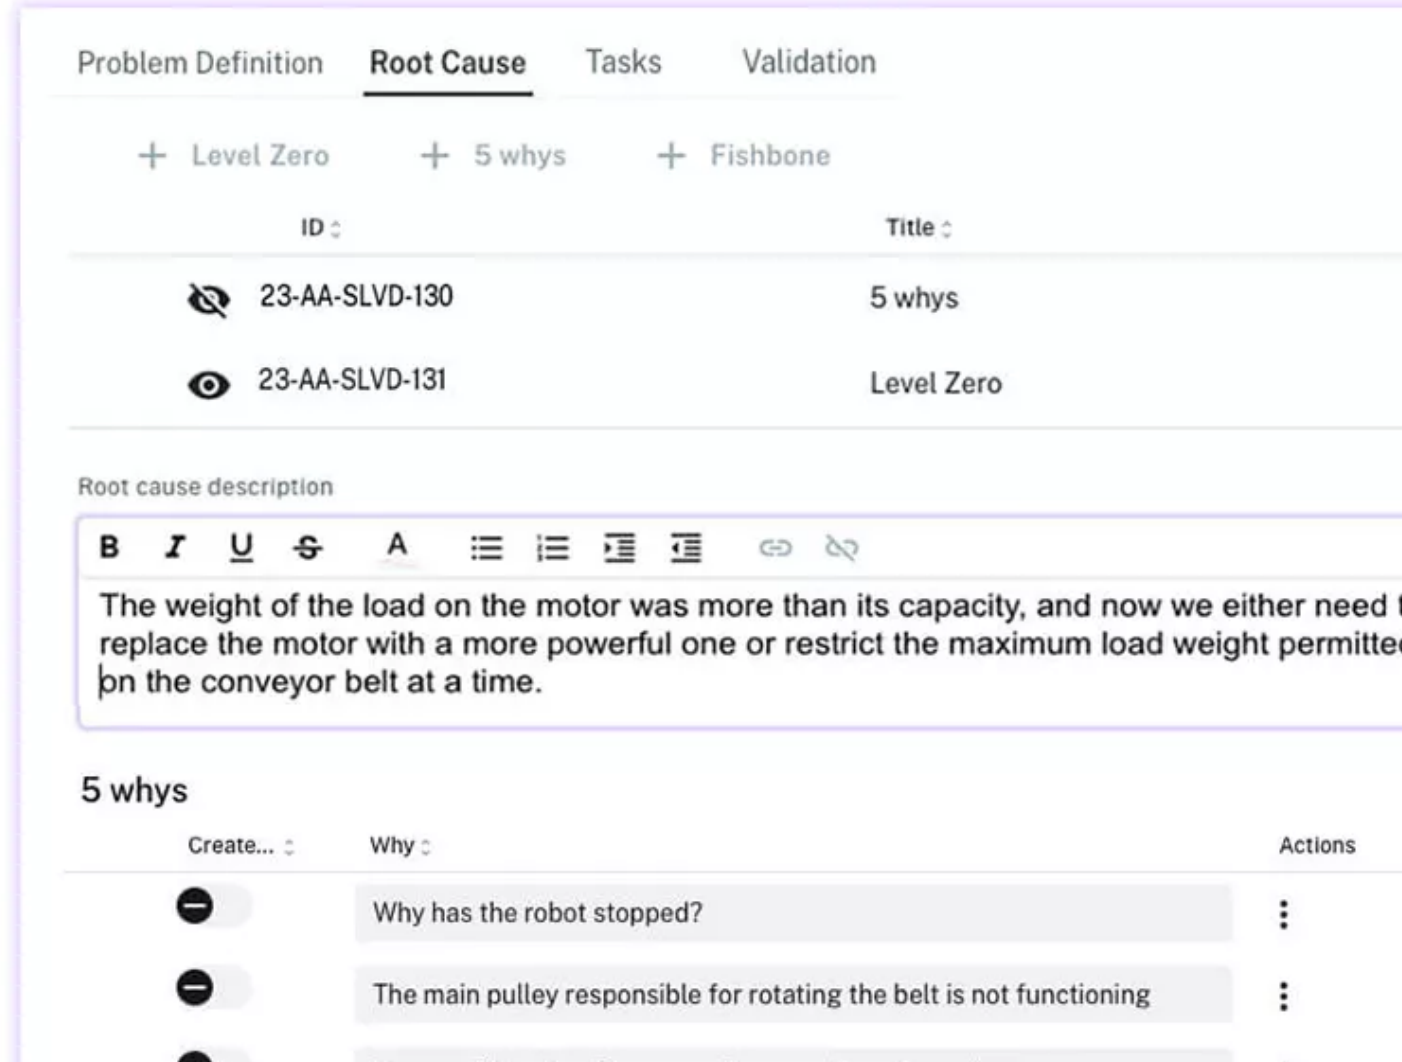 Problem Definition Root Cause Tasks Validation
+ Level Zero + 5 whys + Fishbone
ID Title
23-AA-SLVD-130 5 whys
23-AA-SLVD-131 Level Zero
Root cause description
B I U S A
The weight of the load on the motor was more than its capacity, and now we either need
replace the motor with a more powerful one or restrict the maximum load weight
on the conveyor belt at a time.
5 whys
Create... Why Actions
Why has the robot stopped?
The main pulley responsible for rotating the belt is not functioning